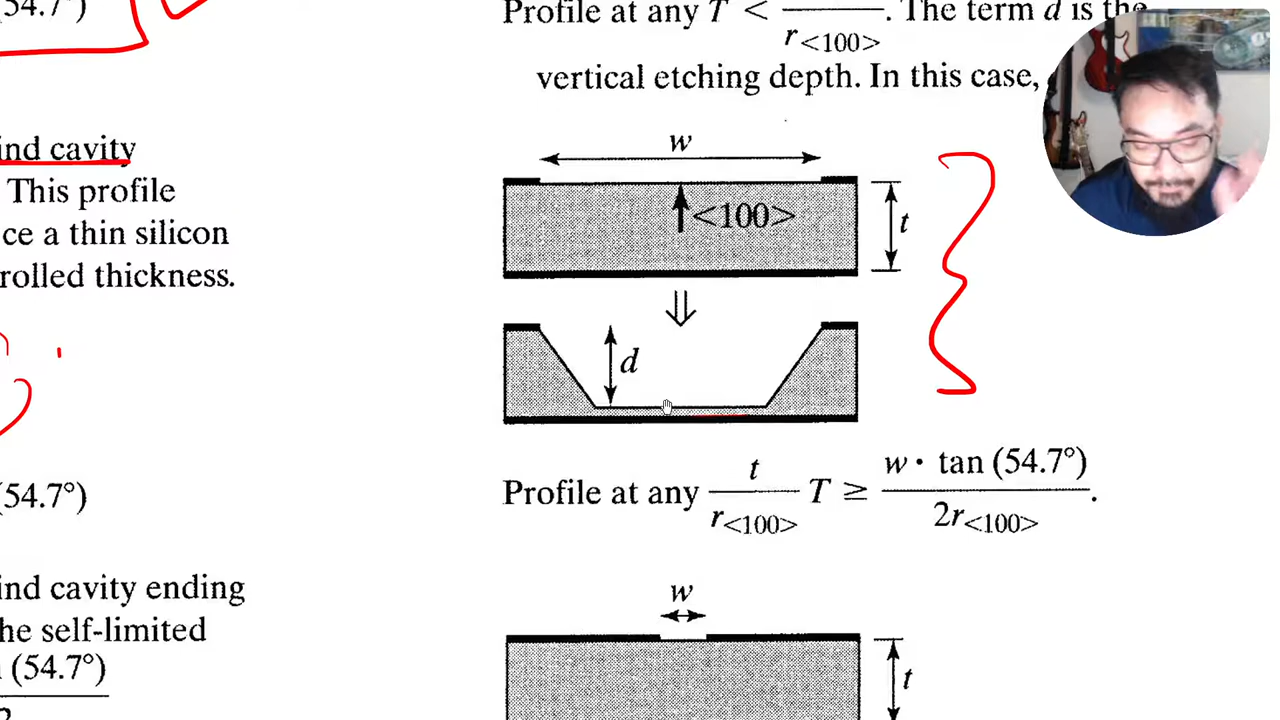 (54.7°)
ind cavity
This profile
ce a thin silicon
rolled thickness.
(54.7°)
ind cavity ending
he self-limited
(54.7°)
Profile at any T < / r<100>. The term d is the
vertical etching depth. In this case,
w
<100>
t
d
Profile at any t / r<100> T ≥ w · tan (54.7°) / 2r<100>.
w
t